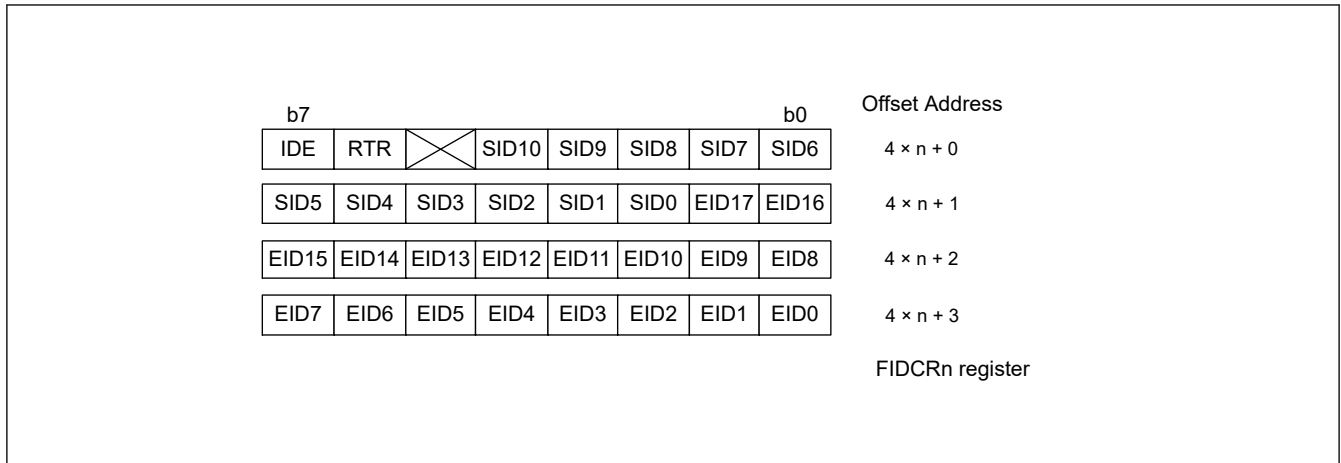 b7 b0 Offset Address
IDE RTR SID10 SID9 SID8 SID7 SID6 4 × n + 0
SID5 SID4 SID3 SID2 SID1 SID0 EID17 EID16 4 × n + 1
EID15 EID14 EID13 EID12 EID11 EID10 EID9 EID8 4 × n + 2
EID7 EID6 EID5 EID4 EID3 EID2 EID1 EID0 4 × n + 3
FIDCRn register